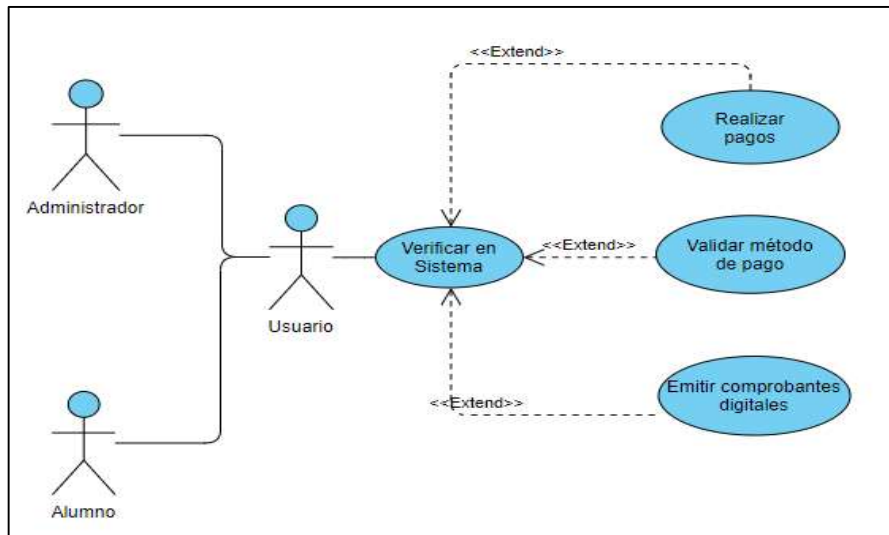 <<Extend>>
Realizar
pagos
Administrador
Verificar en
Sistema
<<Extend>>
Validar método
de pago
Usuario
<<Extend>>
Emitir comprobantes
digitales
Alumno